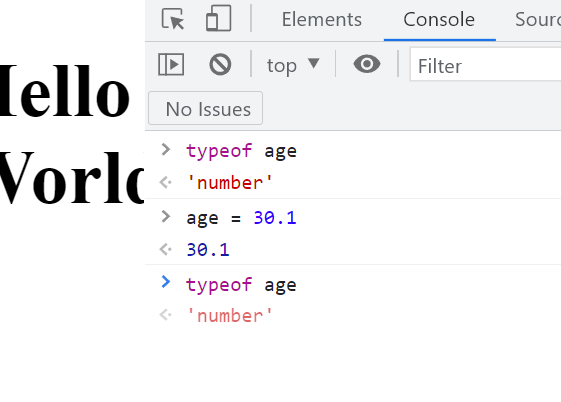 Elements Console Sourc
top Filter
No Issues
Hello
World
> typeof age
'number'
> age = 30.1
30.1
> typeof age
'number'